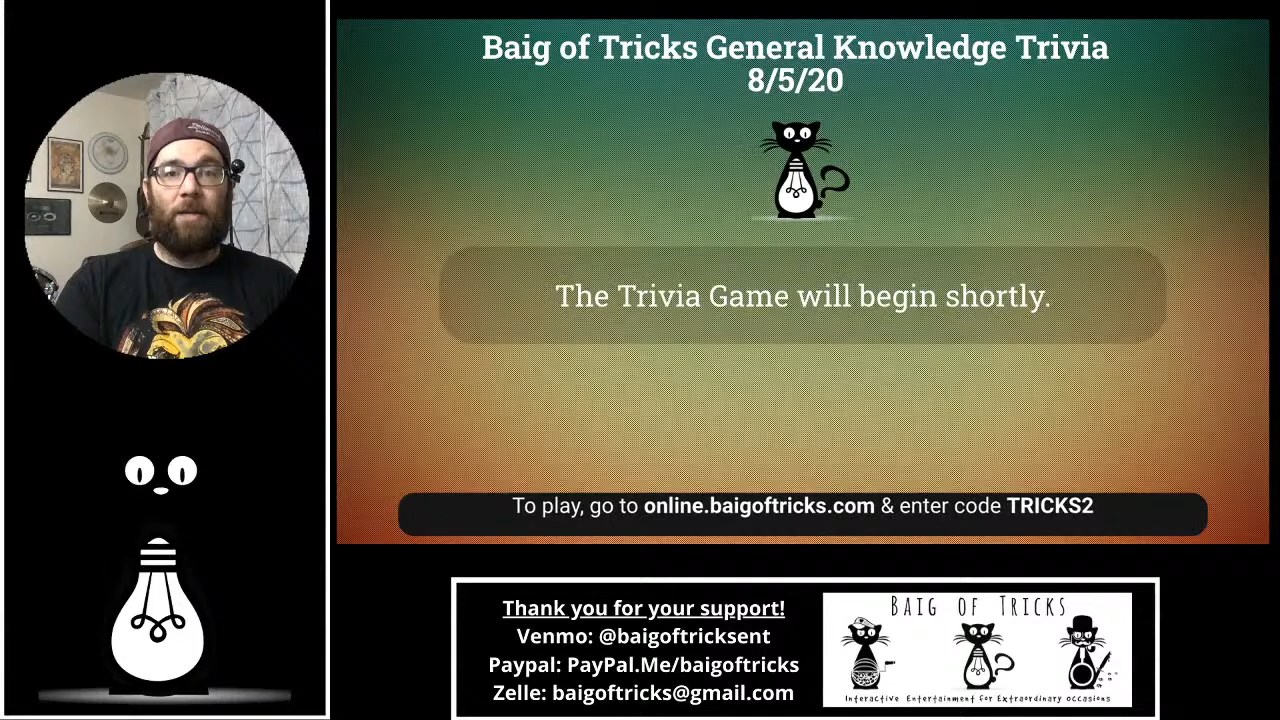 Baig of Tricks General Knowledge Trivia
8/5/20
The Trivia Game will begin shortly.
To play, go to online.baigoftricks.com & enter code TRICKS2
Thank you for your support!
Venmo: @baigoftricksent
Paypal: PayPal.Me/baigoftricks
Zelle: baigoftricks@gmail.com
BAIG OF TRICKS
Interactive Entertainment for Extraordinary occasions